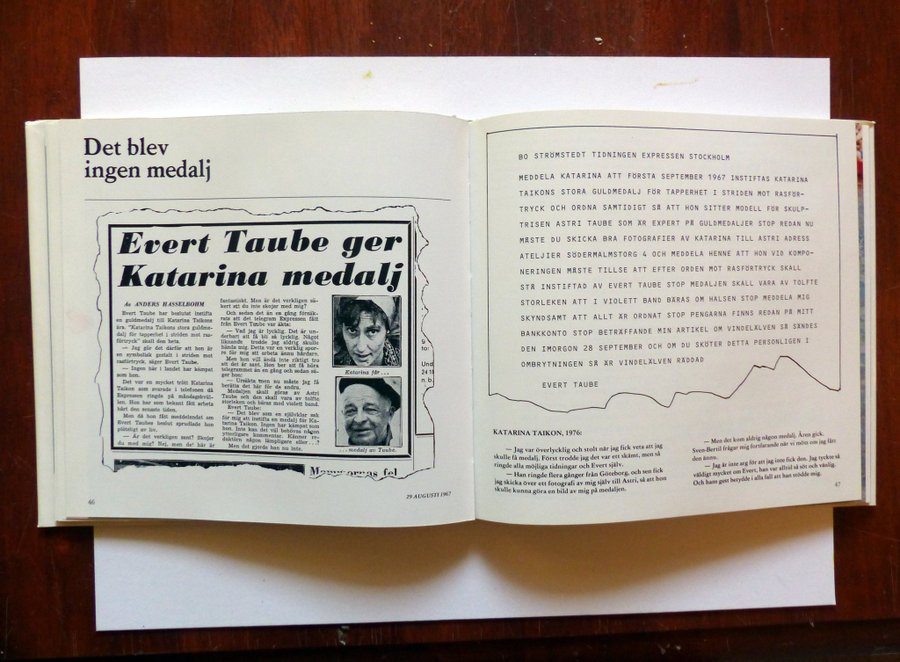 Det blev
ingen medalj
Evert Taube ger
Katarina medalj
Av ANDERS HASSELBOHM
Evert Taube har beslutat instifta
en guldmedalj till Katarina Taikons
ära. "Katarina Taikons stora guldme-
dalj för tapperhet i striden mot ras-
förtryck" skall den heta.
— Jag gör det därför att hon är
en symbolisk gestalt i striden mot
rasförtryck, säger Evert Taube.
— Ingen här i landet har kämpat
som hon.
Det var en mycket trött Katarina
Taikon som svarade i telefonen då
Expressen ringde på måndagskväl-
len. Hon har som bekant fått arbeta
hårt den senaste tiden.
Men då hon fått meddelandet om
Evert Taubes beslut sprudlade hon
plötsligt av liv.
— Är det verkligen sant? Skojar
du med mig? Nej, men de' här är
fantastiskt. Men är det verkligen sä-
kert att du inte skojar med mig?
Och sedan det än en gång försäk-
rats att det telegram Expressen fått
från Evert Taube var äkta:
— Vad jag är lycklig. Det är un-
derbart att få bli så lycklig. Något
liknande trodde jag aldrig skulle
hända mig. Detta var en verklig spor-
re för mig att arbeta ännu hårdare.
Men hon vill ändå inte riktigt tro
att det är sant. Hon ber att få höra
telegrammen än en gång och sedan sä-
ger hon:
— Ursäkta men nu måste jag få
berätta det här för de andra.
Medaljen skall göras av Astri
Taube och den skall vara av tolfte
storleken och bäras med violett band.
Evert Taube:
— Det blev som en självklar sak
för mig att instifta en medalj för Ka-
tarina Taikon. Ingen har kämpat som
hon. Inte kan det väl behövas någon
ytterligare kommentar. Känner re-
daktören någon lämpligare eller...?
Men det gjorde han nu inte.
Katarina får...
...medalj av Taube.
29 AUGUSTI 1967
46
BO STRÖMSTEDT TIDNINGEN EXPRESSEN STOCKHOLM
MEDDELA KATARINA ATT FÖRSTA SEPTEMBER 1967 INSTIFTAS KATARINA
TAIKONS STORA GULDMEDALJ FÖR TAPPERHET I STRIDEN MOT RASFÖR-
TRYCK OCH ORDNA SAMTIDIGT SÅ ATT HON SITTER MODELL FÖR SKULP-
TRISEN ASTRI TAUBE SOM ÄR EXPERT PÅ GULDMEDALJER STOP REDAN NU
MÅSTE DU SKICKA BRA FOTOGRAFIER AV KATARINA TILL ASTRI ADRESS
ATELJIER SÖDERMALMSTORG 4 OCH MEDDELA HENNE ATT HON VID KOMPO-
NERINGEN MÅSTE TILLSE ATT EFTER ORDEN MOT RASFÖRTRYCK SKALL
STÅ INSTIFTAD AV EVERT TAUBE STOP MEDALJEN SKALL VARA AV TOLFTE
STORLEKEN ATT I VIOLETT BAND BÄRAS OM HALSEN STOP MEDDELA MIG
SKYNDSAMT ATT ALLT ÄR ORDNAT STOP PENGARNA FINNS REDAN PÅ MITT
BANKKONTO STOP BETRÄFFANDE MIN ARTIKEL OM VINDELÄLVEN SÅ SÄNDES
DEN IMORGON 28 SEPTEMBER OCH OM DU SKÖTER DETTA PERSONLIGEN I
OMBRYTNINGEN SÅ ÄR VINDELÄLVEN RÄDDAD
EVERT TAUBE
KATARINA TAIKON, 1976:
— Jag var överlycklig och stolt när jag fick veta att jag
skulle få medalj. Först trodde jag det var ett skämt, men så
ringde alla möjliga tidningar och Evert själv.
— Han ringde flera gånger från Göteborg, och sen fick
jag skicka över ett fotografi av mig själv till Astri, så att hon
skulle kunna göra en bild av mig på medaljen.
— Men det kom aldrig någon medalj. Åren gick.
Sven-Bertil frågar mig fortfarande när vi möts om jag fått
den ännu.
— Jag är inte arg för att jag inte fick den. Jag tyckte så
väldigt mycket om Evert, han var alltid så söt och vänlig.
Och hans gest betydde i alla fall att han stödde mig.
47